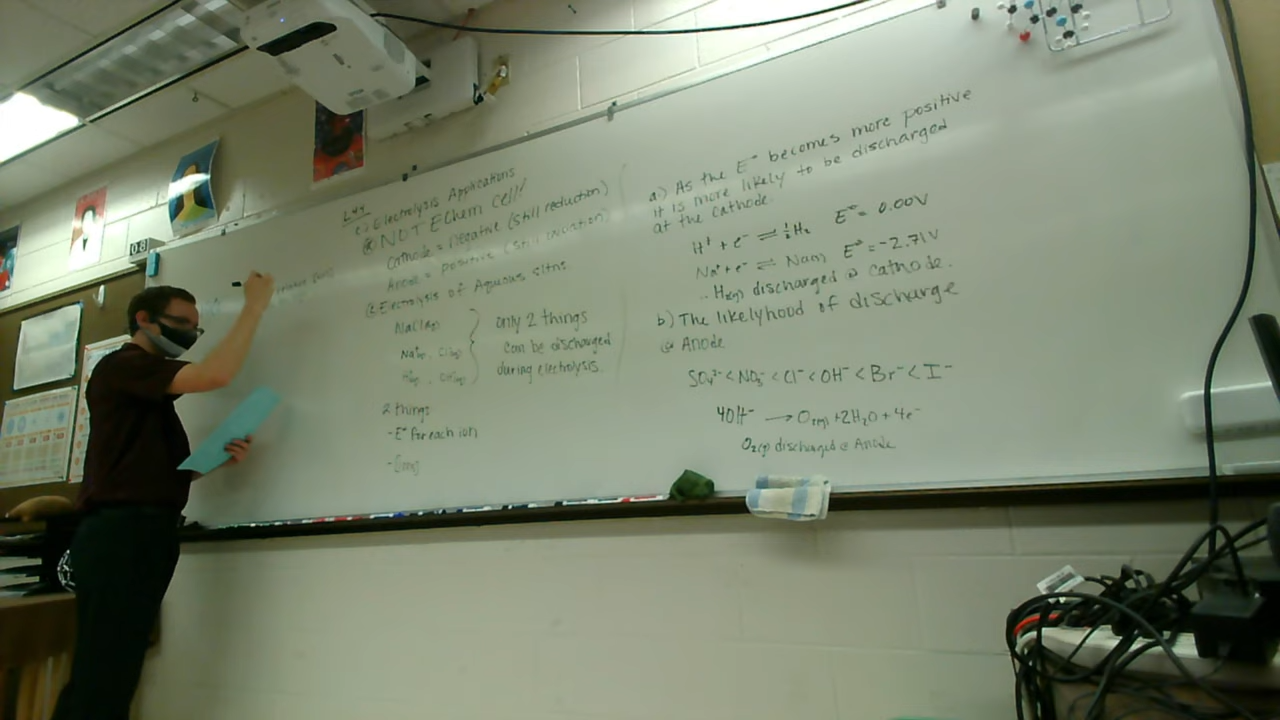 L44
c) Electrolysis Applications
NOT EChem Cell!
Cathode = Negative (still reduction)
Anode = positive (still oxidation)
Electrolysis of Aqueous sltns
NaCl(aq)
Na⁺(aq), Cl⁻(aq)
H⁺(aq), OH⁻(aq)
only 2 things
can be discharged
during electrolysis.
2 things
-E° for each ion
a) As the E° becomes more positive
it is more likely to be discharged
at the cathode.
H⁺ + e⁻ ⇌ ½H₂ E°= 0.00V
Na⁺ + e⁻ ⇌ Na(s) E°= -2.71V
∴ H₂(g) discharged @ cathode.
b) The likelyhood of discharge
@ Anode
SO₄²⁻ < NO₃⁻ < Cl⁻ < OH⁻ < Br⁻ < I⁻
4OH⁻ → O₂(g) + 2H₂O + 4e⁻
O₂(g) discharged @ Anode